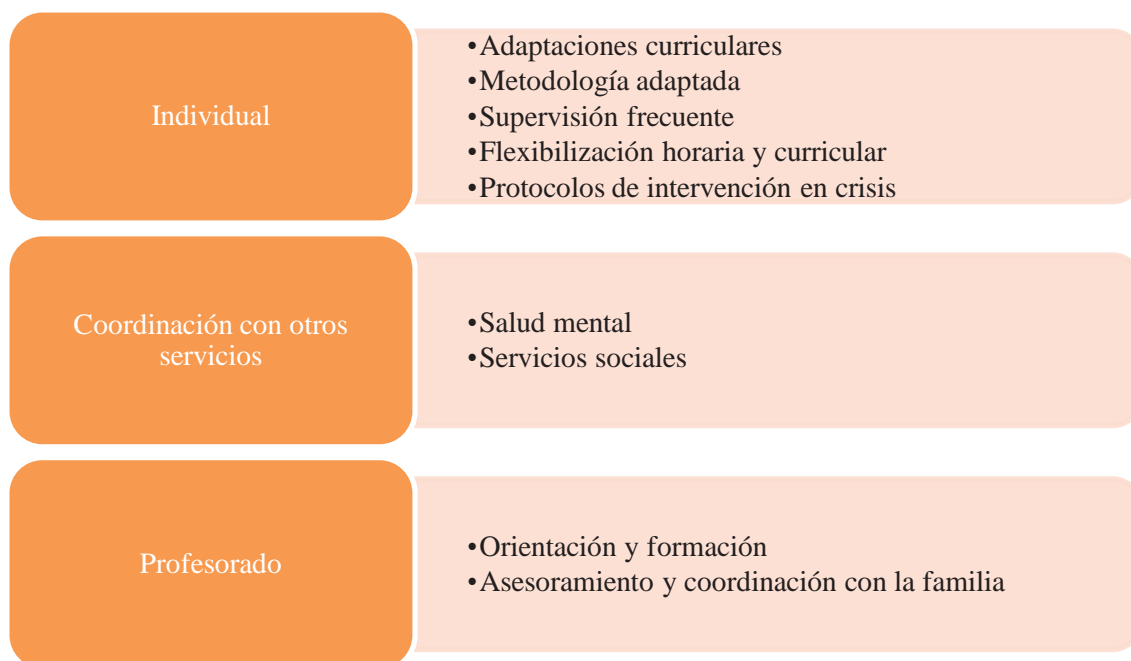 Individual
•Adaptaciones curriculares
•Metodología adaptada
•Supervisión frecuente
•Flexibilización horaria y curricular
•Protocolos de intervención en crisis
Coordinación con otros
servicios
•Salud mental
•Servicios sociales
Profesorado
•Orientación y formación
•Asesoramiento y coordinación con la familia